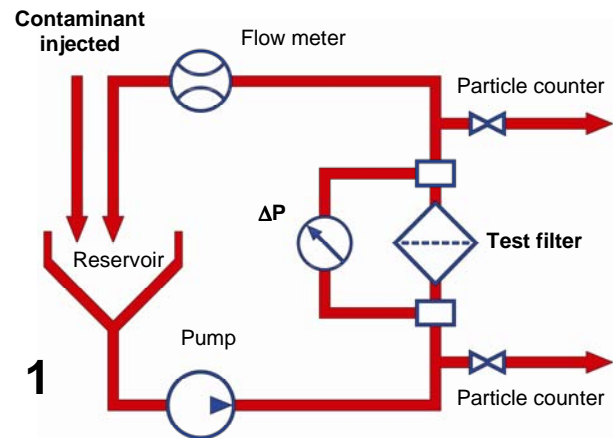 Contaminant
injected
Flow meter
Particle counter
ΔP
Test filter
Reservoir
Pump
1
Particle counter